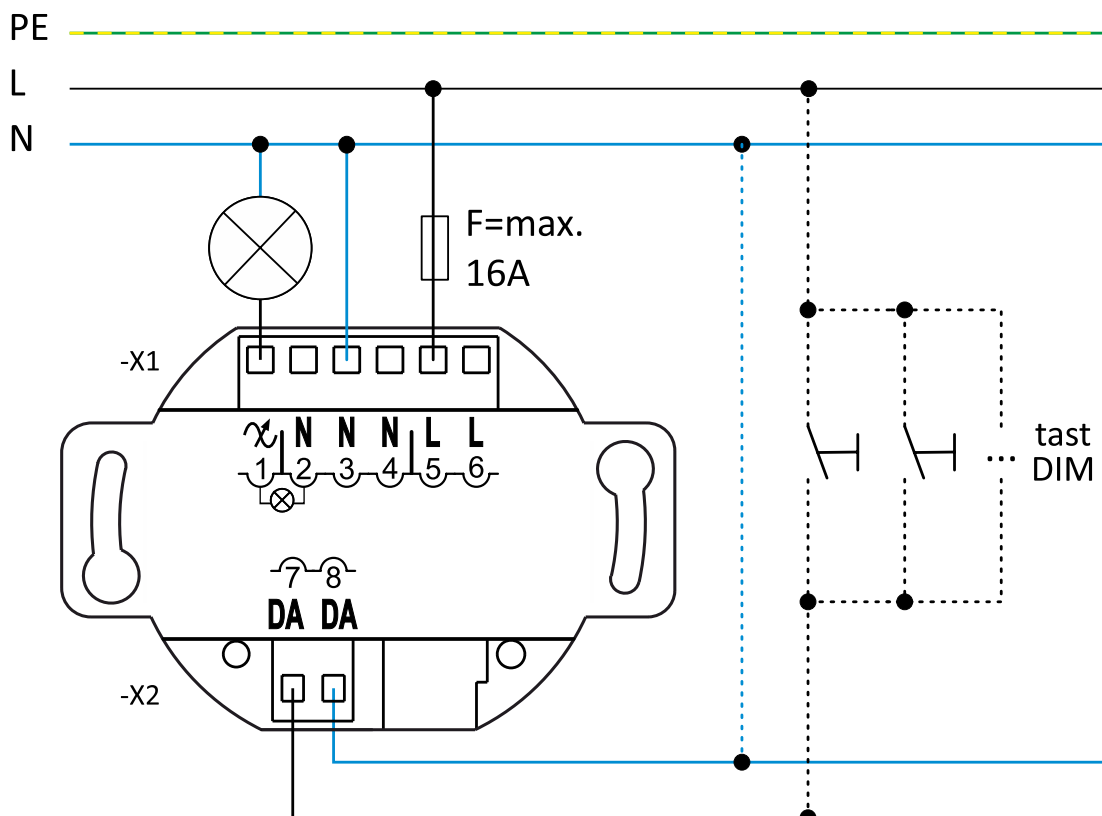 PE
L
N
F=max.
16A
-X1
N N N L L
1 2 3 4 5 6
tast
DIM
...
7 8
DA DA
-X2